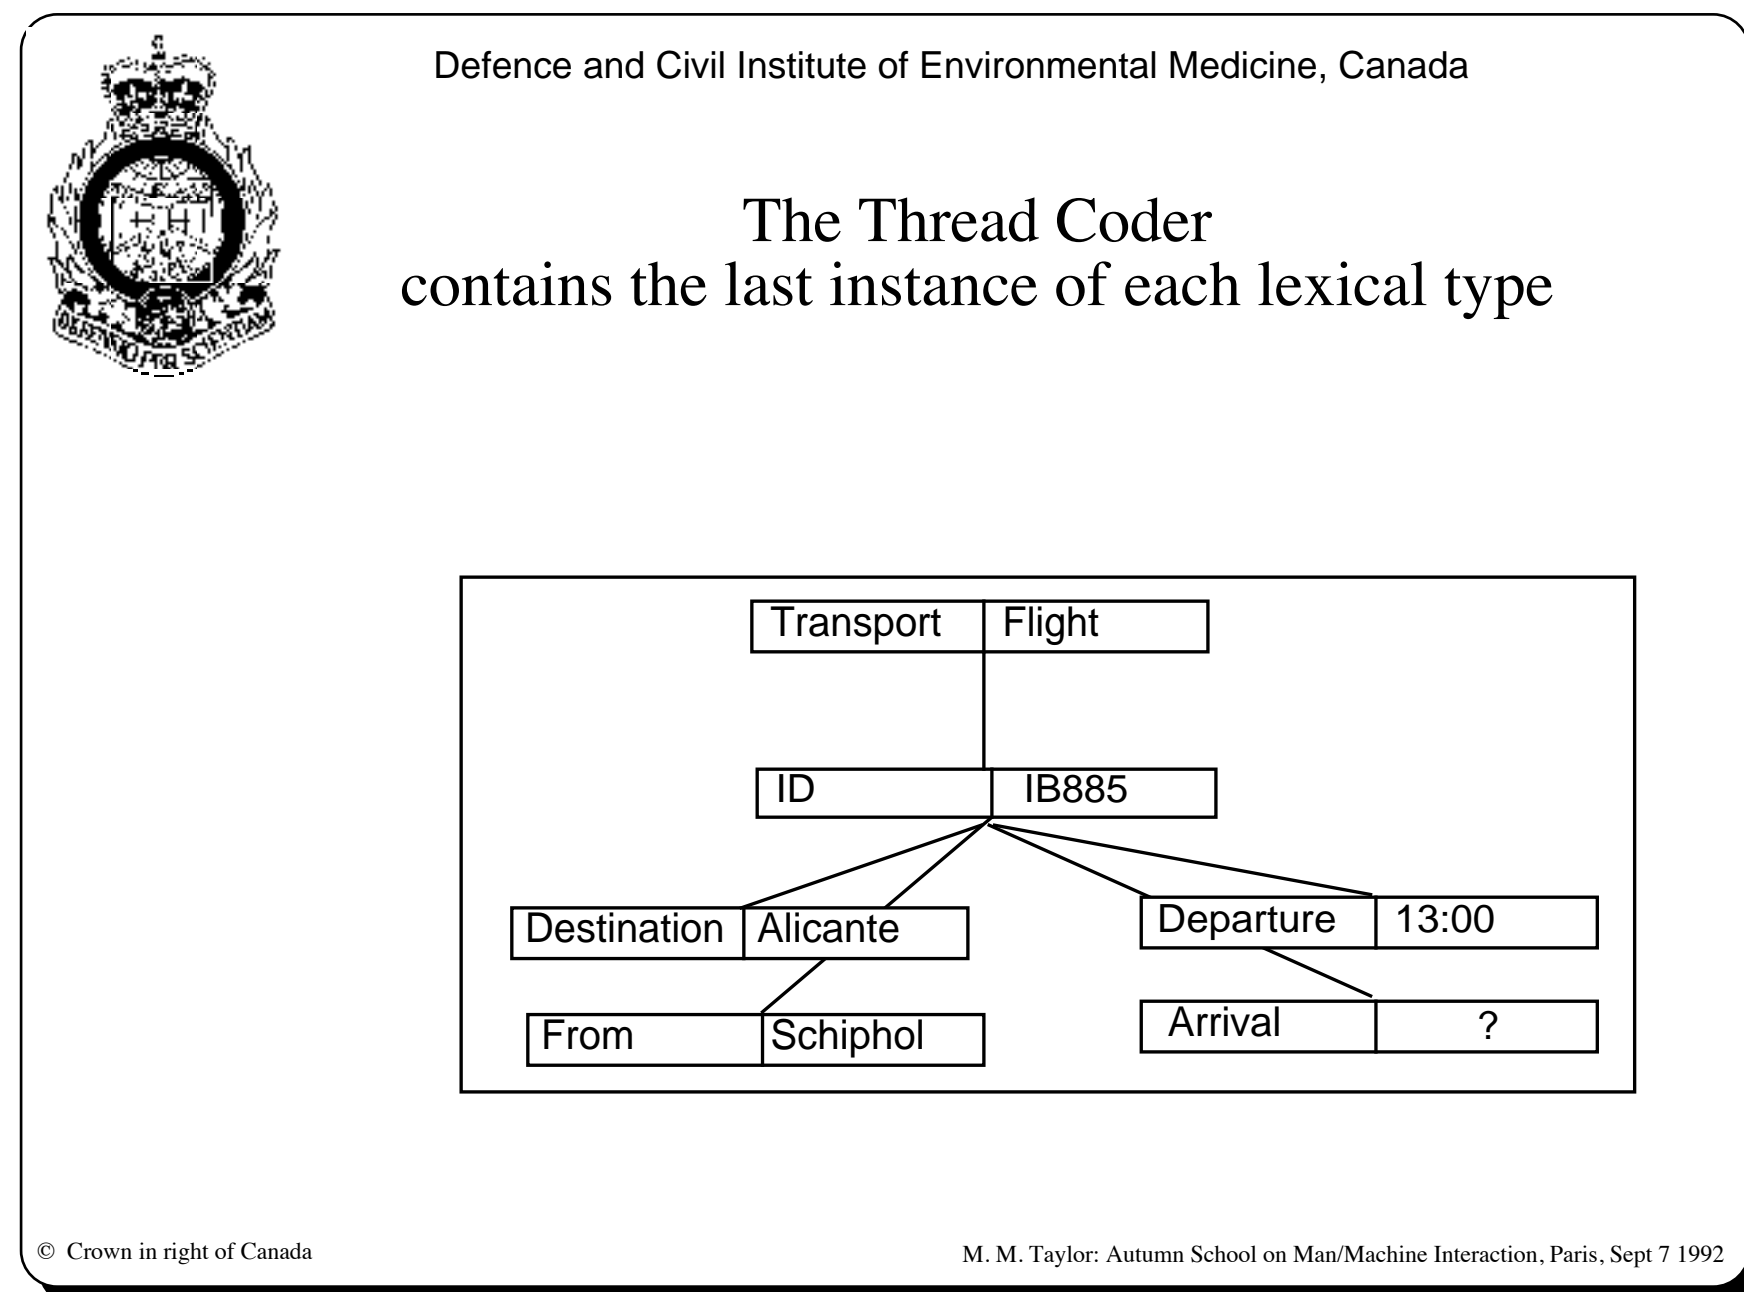 Defence and Civil Institute of Environmental Medicine, Canada
The Thread Coder
contains the last instance of each lexical type
Transport Flight
ID IB885
Destination Alicante
Departure 13:00
From Schiphol
Arrival ?
© Crown in right of Canada
M. M. Taylor: Autumn School on Man/Machine Interaction, Paris, Sept 7 1992